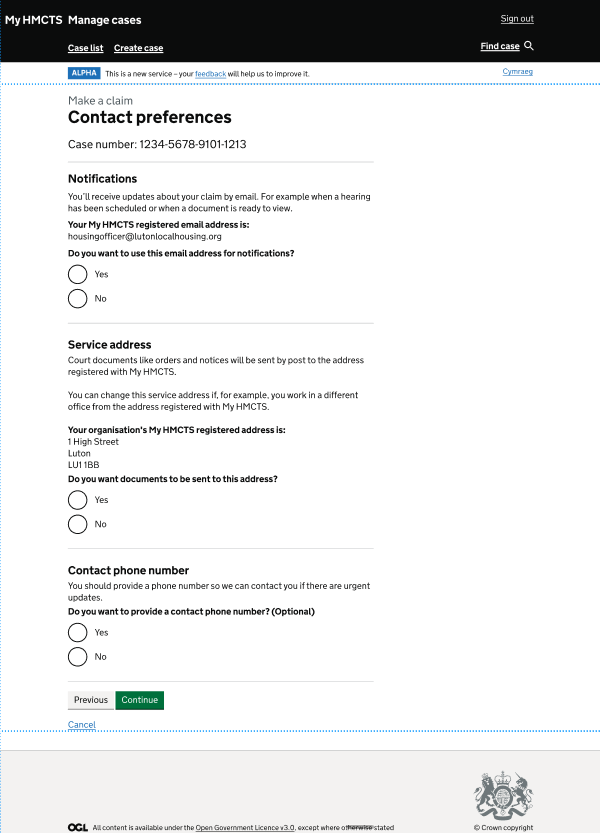 My HMCTS Manage cases
Sign out
Case list Create case
Find case
ALPHA This is a new service – your feedback will help us to improve it.
Cymraeg
Make a claim
Contact preferences
Case number: 1234-5678-9101-1213
Notifications
You'll receive updates about your claim by email. For example when a hearing
has been scheduled or when a document is ready to view.
Your My HMCTS registered email address is:
housingofficer@lutonlocalhousing.org
Do you want to use this email address for notifications?
Yes
No
Service address
Court documents like orders and notices will be sent by post to the address
registered with My HMCTS.
You can change this service address if, for example, you work in a different
office from the address registered with My HMCTS.
Your organisation's My HMCTS registered address is:
1 High Street
Luton
LU1 1BB
Do you want documents to be sent to this address?
Yes
No
Contact phone number
You should provide a phone number so we can contact you if there are urgent
updates.
Do you want to provide a contact phone number? (Optional)
Yes
No
Previous Continue
Cancel
OGL All content is available under the Open Government Licence v3.0, except where otherwise stated
© Crown copyright